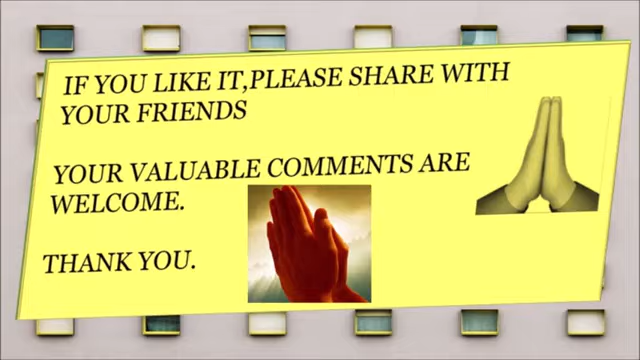 IF YOU LIKE IT,PLEASE SHARE WITH
YOUR FRIENDS
YOUR VALUABLE COMMENTS ARE
WELCOME.
THANK YOU.